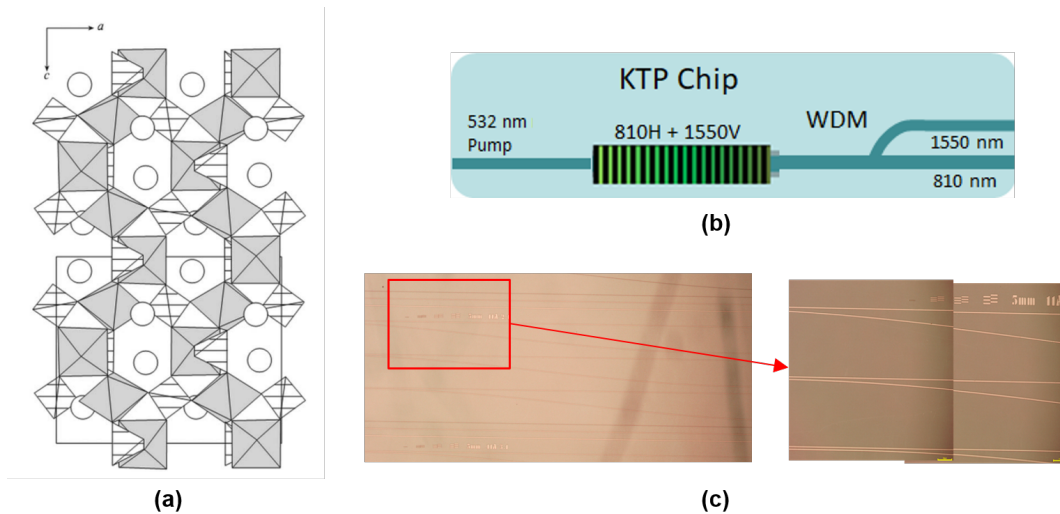 a
c
(a)
KTP Chip
532 nm
Pump
810H + 1550V
WDM
1550 nm
810 nm
(b)
5mm
(c)